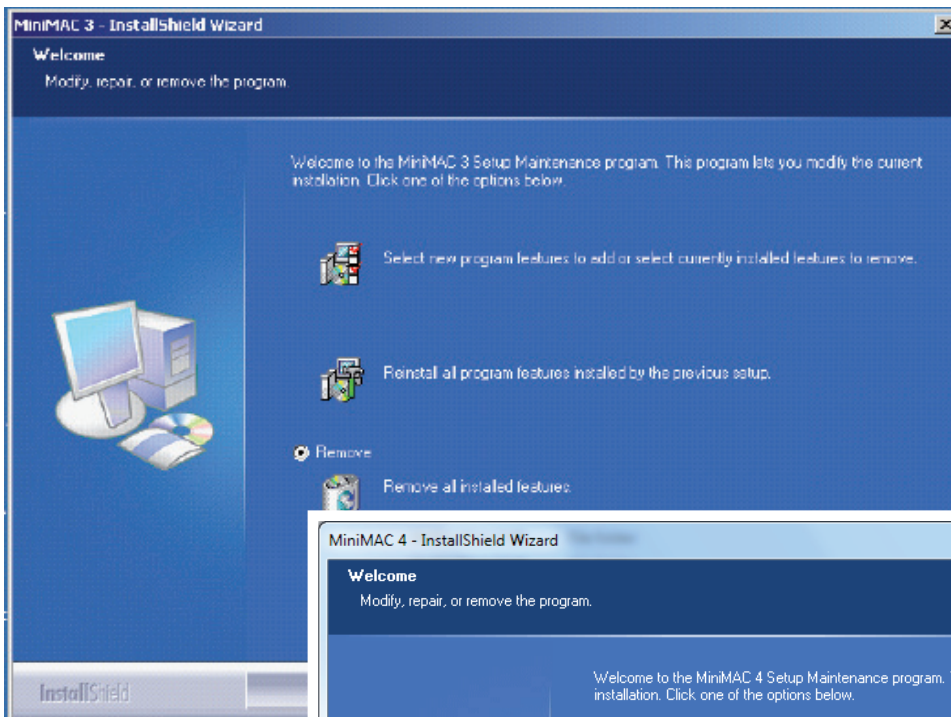 MiniMAC 3 - InstallShield Wizard
Welcome
Modify, repair, or remove the program.
Welcome to the MiniMAC 3 Setup Maintenance program. This program lets you modify the current
installation. Click one of the options below.
Select new program features to add or select currently installed features to remove.
Reinstall all program features installed by the previous setup.
Remove
Remove all installed features.
InstallShield
MiniMAC 4 - InstallShield Wizard
Welcome
Modify, repair, or remove the program.
Welcome to the MiniMAC 4 Setup Maintenance program.
installation. Click one of the options below.